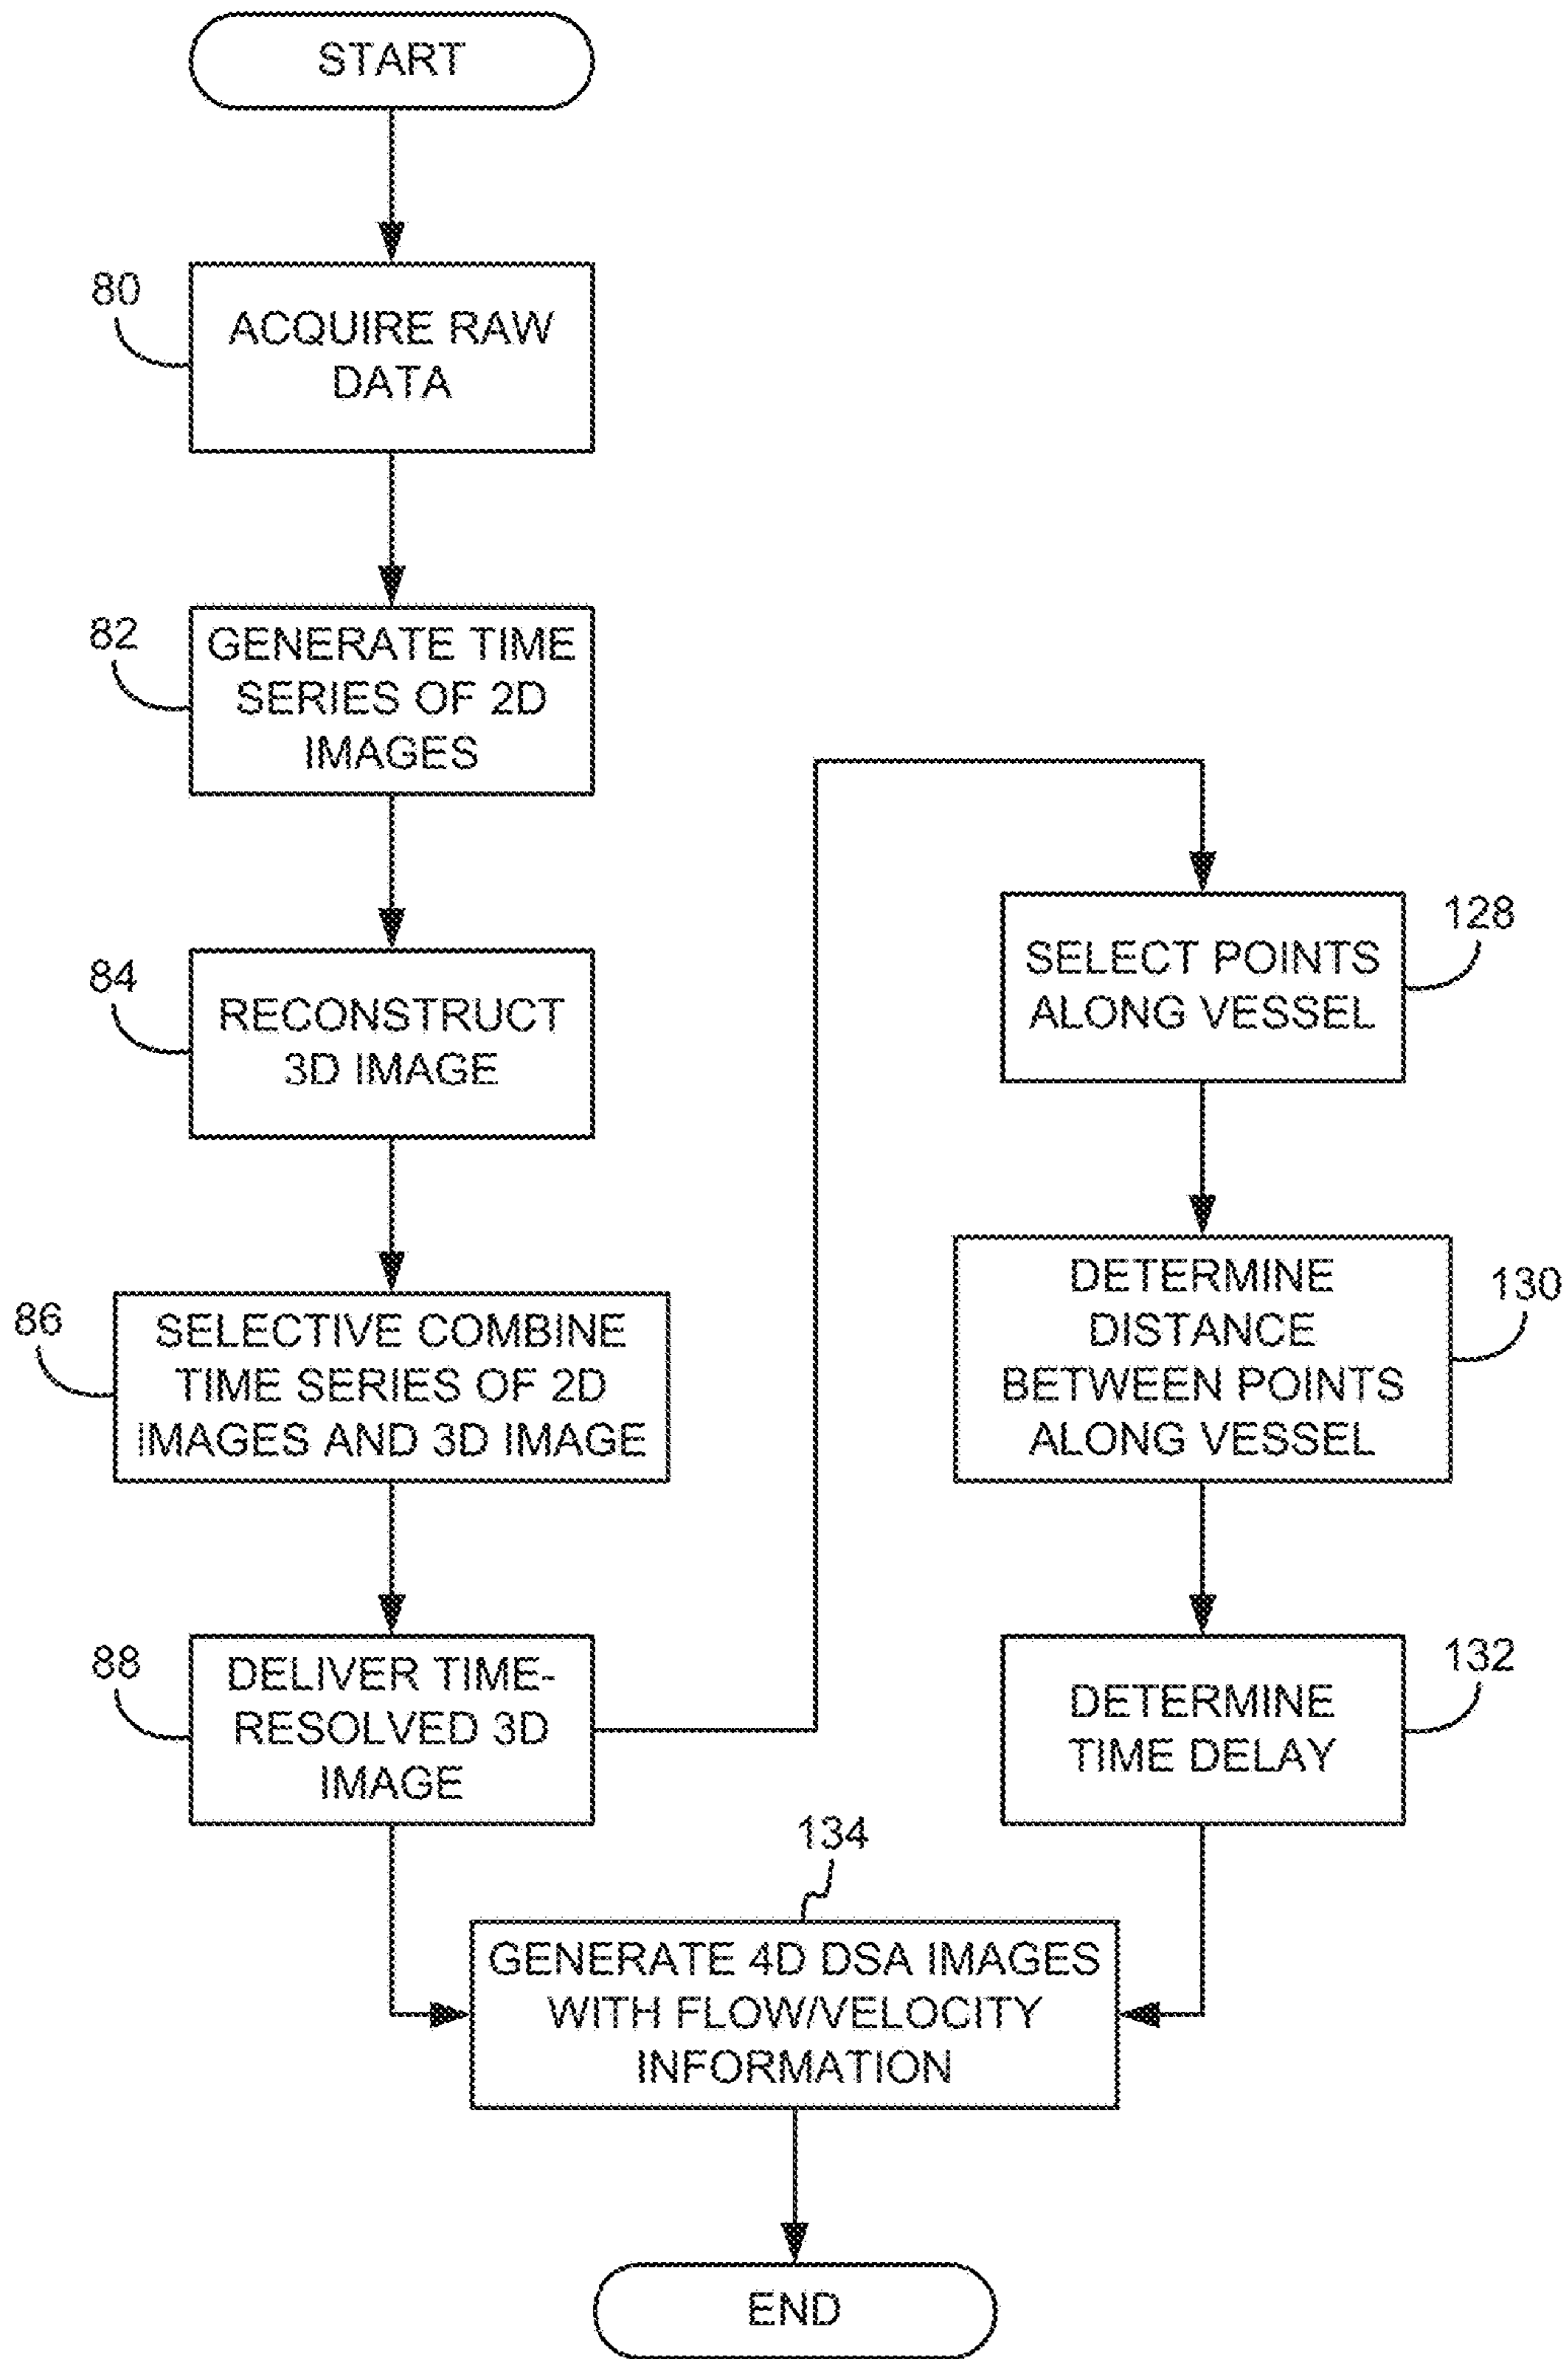 START
80
ACQUIRE RAW
DATA
82
GENERATE TIME
SERIES OF 2D
IMAGES
84
RECONSTRUCT
3D IMAGE
86
SELECTIVE COMBINE
TIME SERIES OF 2D
IMAGES AND 3D IMAGE
88
DELIVER TIME-
RESOLVED 3D
IMAGE
128
SELECT POINTS
ALONG VESSEL
130
DETERMINE
DISTANCE
BETWEEN POINTS
ALONG VESSEL
132
DETERMINE
TIME DELAY
134
GENERATE 4D DSA IMAGES
WITH FLOW/VELOCITY
INFORMATION
END